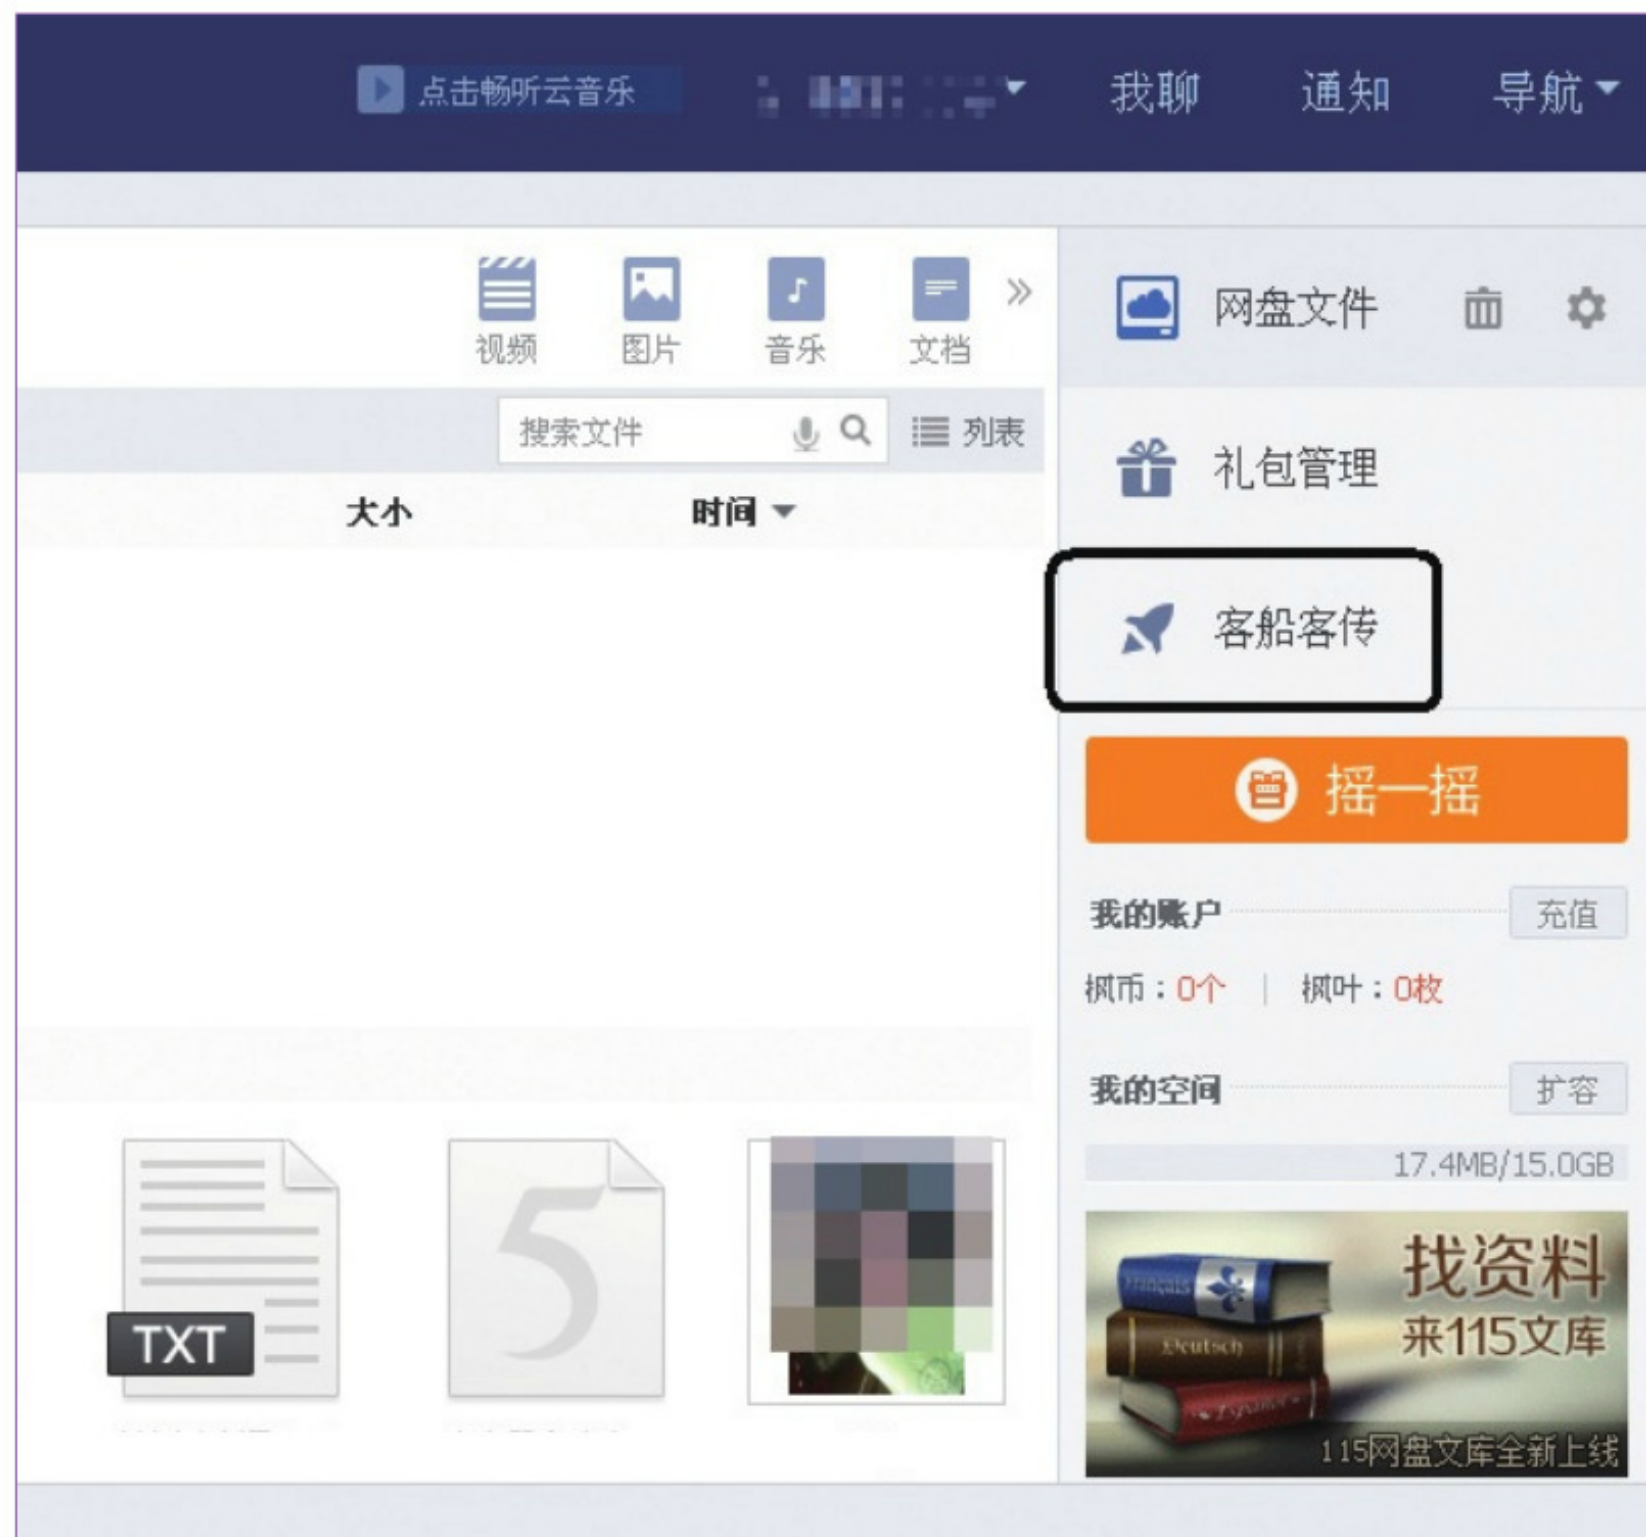 点击畅听云音乐
我聊
通知
导航
视频
图片
音乐
文档
搜索文件
列表
大小
时间
网盘文件
礼包管理
客船客传
摇一摇
我的账户
充值
枫币：0个
枫叶：0枚
我的空间
扩容
17.4MB/15.0GB
TXT
5
Français
Deutsch
Español
找资料
来115文库
115网盘文库全新上线